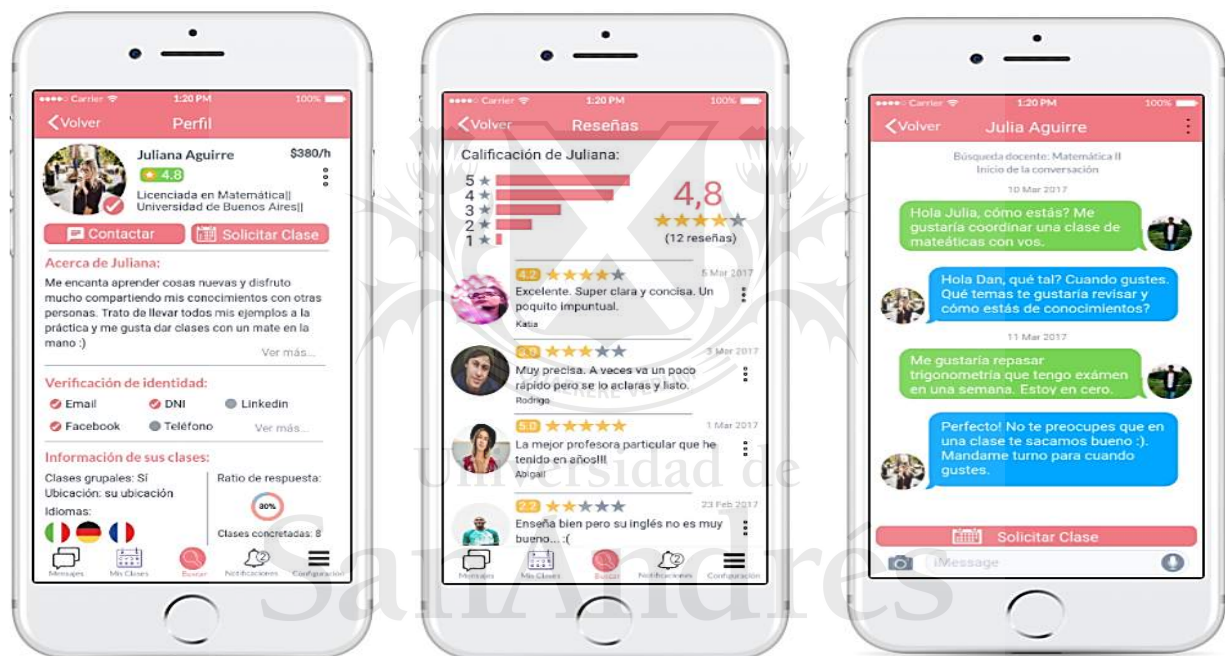 Carrier 1:20 PM 100%
Volver Perfil
Juliana Aguirre $380/h
4.8
Licenciada en Matemática||
Universidad de Buenos Aires||
Contactar Solicitar Clase
Acerca de Juliana:
Me encanta aprender cosas nuevas y disfruto
mucho compartiendo mis conocimientos con otras
personas. Trato de llevar todos mis ejemplos a la
práctica y me gusta dar clases con un mate en la
mano :)
Ver más...
Verificación de identidad:
Email DNI Linkedin
Facebook Teléfono Ver más...
Información de sus clases:
Clases grupales: Sí Ratio de respuesta:
Ubicación: su ubicación
Idiomas:
Clases concretadas: 8
Mensajes Mis Clases Buscar Notificaciones Configuración
Carrier 1:20 PM 100%
Volver Reseñas
Calificación de Juliana:
5
4
3
2
1
4,8
(12 reseñas)
4.2 5 Mar 2017
Excelente. Super clara y concisa. Un
poquito impuntual.
Katia
3.0 3 Mar 2017
Muy precisa. A veces va un poco
rápido pero se lo aclaras y listo.
Rodrigo
5.0 1 Mar 2017
La mejor profesora particular que he
tenido en años!!!
Abigail
2.2 23 Feb 2017
Enseña bien pero su inglés no es muy
bueno... :(
Mensajes Mis Clases Buscar Notificaciones Configuración
Carrier 1:20 PM 100%
Volver Julia Aguirre
Búsqueda docente: Matemática II
Inicio de la conversación
10 Mar 2017
Hola Julia, cómo estás? Me
gustaría coordinar una clase de
mateáticas con vos.
Hola Dan, qué tal? Cuando gustes.
Qué temas te gustaría revisar y
cómo estás de conocimientos?
11 Mar 2017
Me gustaría repasar
trigonometría que tengo exámen
en una semana. Estoy en cero.
Perfecto! No te preocupes que en
una clase te sacamos bueno :).
Mandame turno para cuando
gustes.
Solicitar Clase
iMessage
Universidad de
SanAndrés